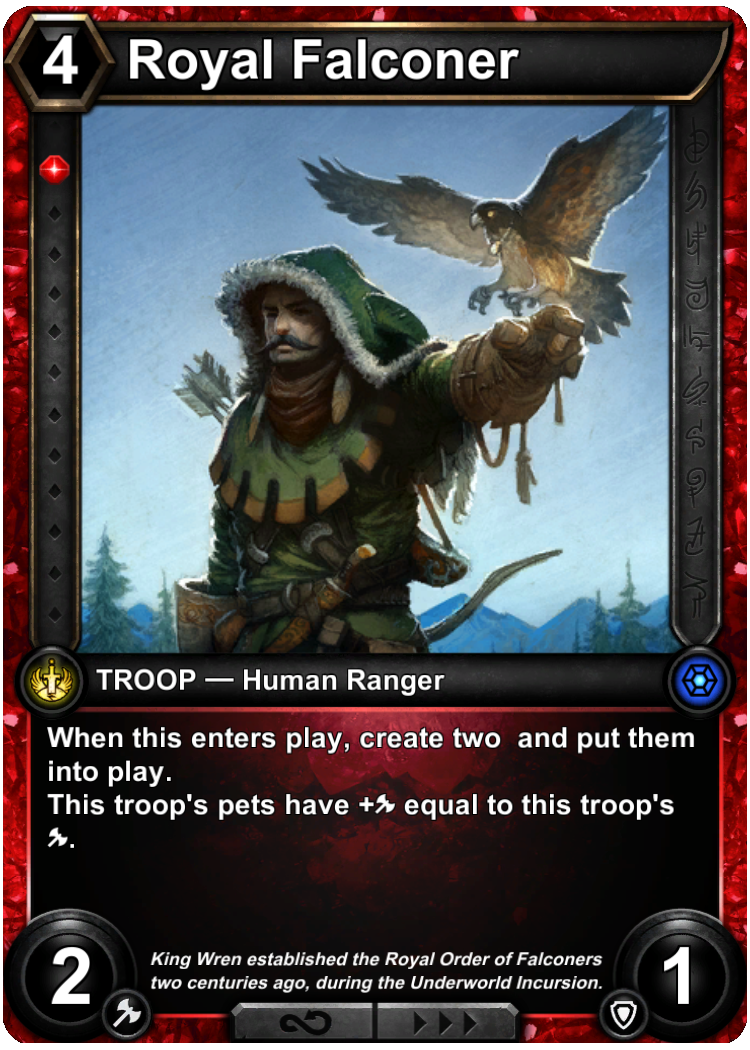 4 Royal Falconer
TROOP — Human Ranger
When this enters play, create two  and put them
into play.
This troop's pets have + equal to this troop's
.
King Wren established the Royal Order of Falconers
two centuries ago, during the Underworld Incursion.
2
1